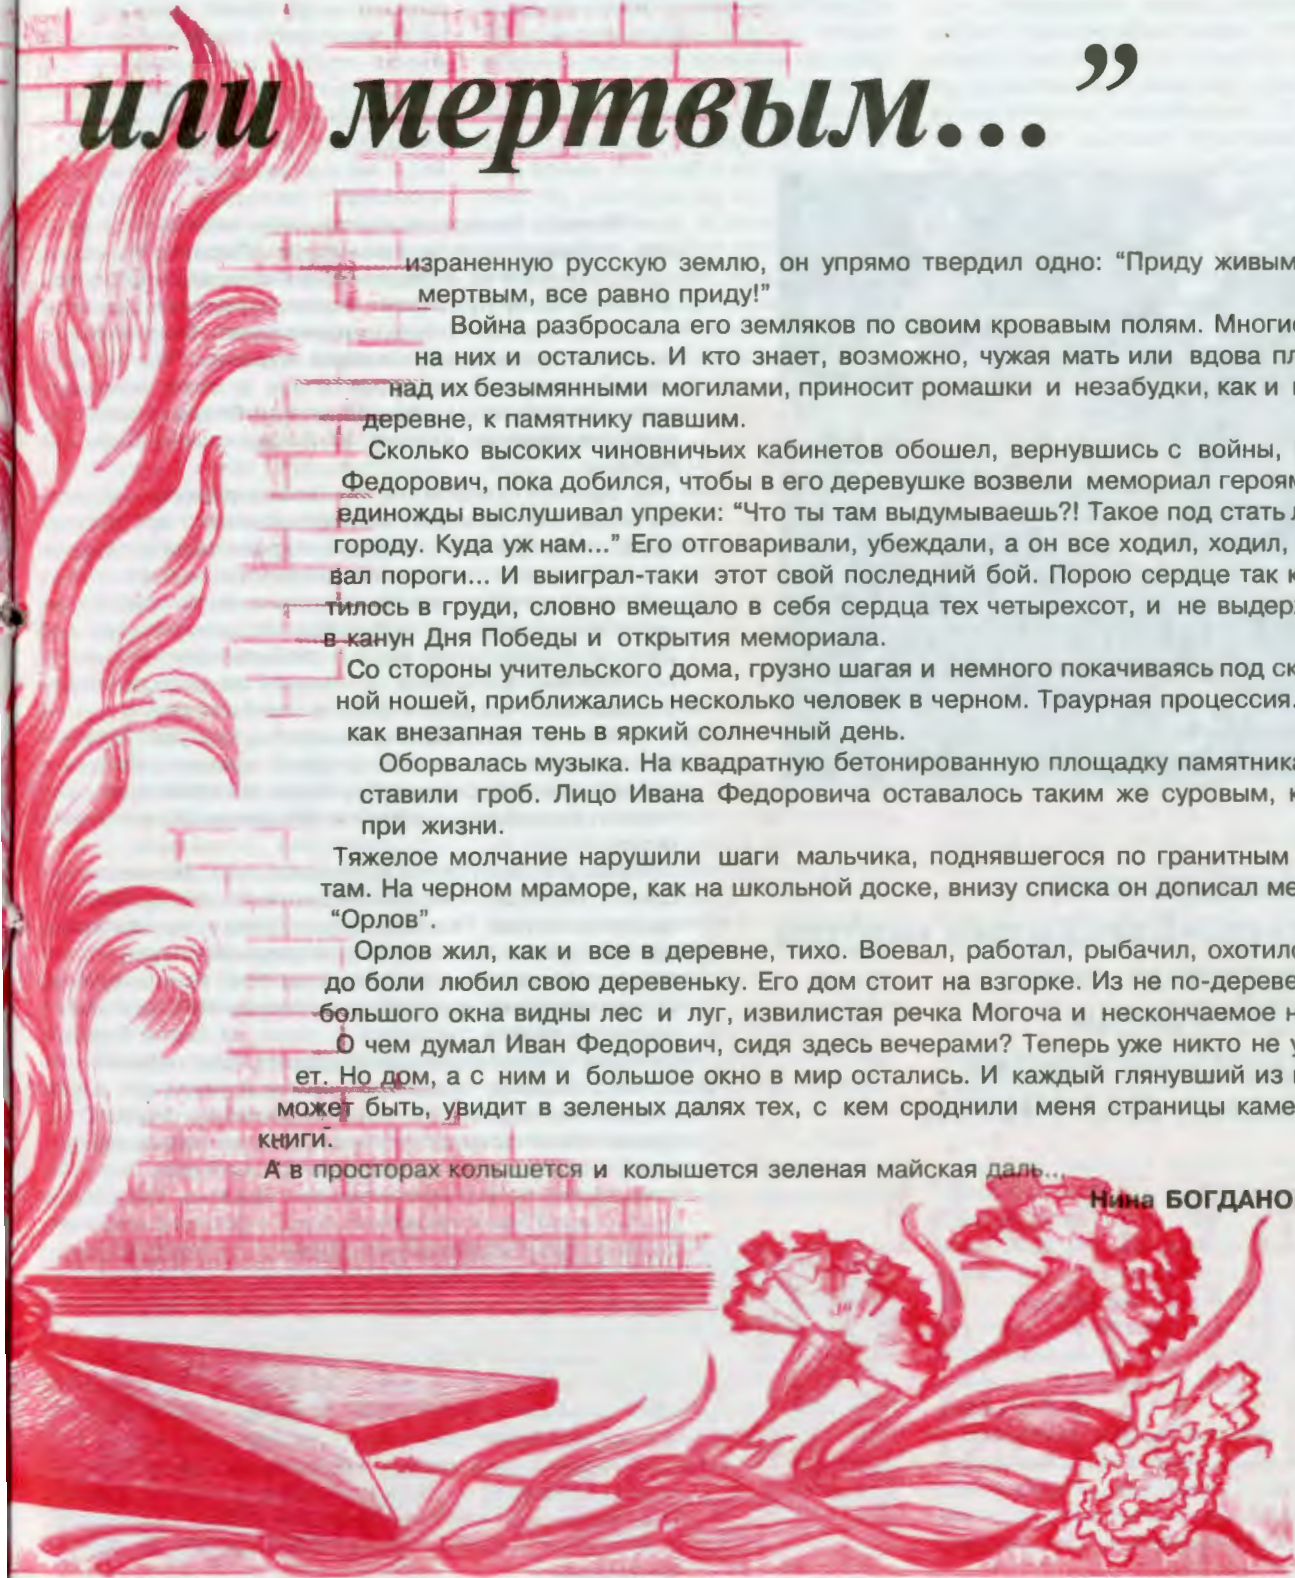 или мертвым...”
израненную русскую землю, он упрямо твердил одно: “Приду живым
мертвым, все равно приду!”
Война разбросала его земляков по своим кровавым полям. Многие
на них и остались. И кто знает, возможно, чужая мать или вдова
над их безымянными могилами, приносит ромашки и незабудки, как и
деревне, к памятнику павшим.
Сколько высоких чиновничьих кабинетов обошел, вернувшись с войны,
Федорович, пока добился, чтобы в его деревушке возвели мемориал
единожды выслушивал упреки: “Что ты там выдумываешь?! Такое под стать
городу. Куда уж нам...” Его отговаривали, убеждали, а он все ходил, ходил,
вал пороги... И выиграл-таки этот свой последний бой. Порою сердце так
тилось в груди, словно вмещало в себя сердца тех четырехсот, и не
в канун Дня Победы и открытия мемориала.
Со стороны учительского дома, грузно шагая и немного покачиваясь под
ной ношей, приближались несколько человек в черном. Траурная процессия.
как внезапная тень в яркий солнечный день.
Оборвалась музыка. На квадратную бетонированную площадку памятника
ставили гроб. Лицо Ивана Федоровича оставалось таким же суровым,
при жизни.
Тяжелое молчание нарушили шаги мальчика, поднявшегося по гранитным
там. На черном мраморе, как на школьной доске, внизу списка он дописал
“Орлов”.
Орлов жил, как и все в деревне, тихо. Воевал, работал, рыбачил,
до боли любил свою деревеньку. Его дом стоит на взгорке. Из не
большого окна видны лес и луг, извилистая речка Могоча и нескончаемое
О чем думал Иван Федорович, сидя здесь вечерами? Теперь уже никто не
ет. Но дом, а с ним и большое окно в мир остались. И каждый глянувший из
может быть, увидит в зеленых далях тех, с кем сроднили меня страницы
книги.
А в просторах колышется и колышется зеленая майская даль...
Нина БОГДАНО